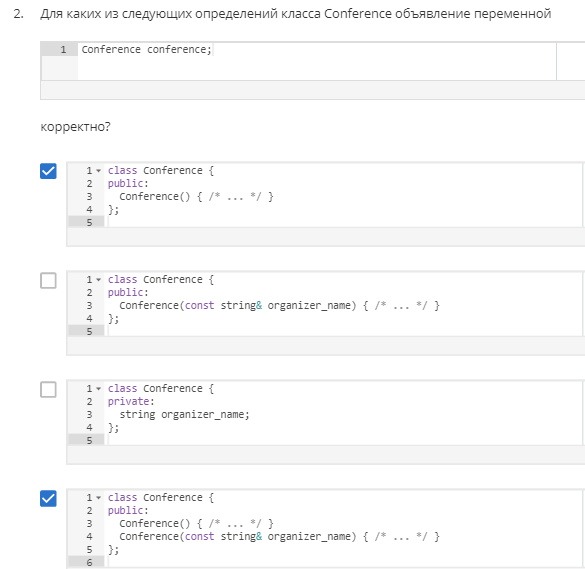 2. Для каких из следующих определений класса Conference объявление переменной
1 Conference conference;
корректно?
1 class Conference {
2 public:
3 Conference() { /* ... */ }
4 };
5
1 class Conference {
2 public:
3 Conference(const string& organizer_name) { /* ... */ }
4 };
5
1 class Conference {
2 private:
3 string organizer_name;
4 };
5
1 class Conference {
2 public:
3 Conference() { /* ... */ }
4 Conference(const string& organizer_name) { /* ... */ }
5 };
6